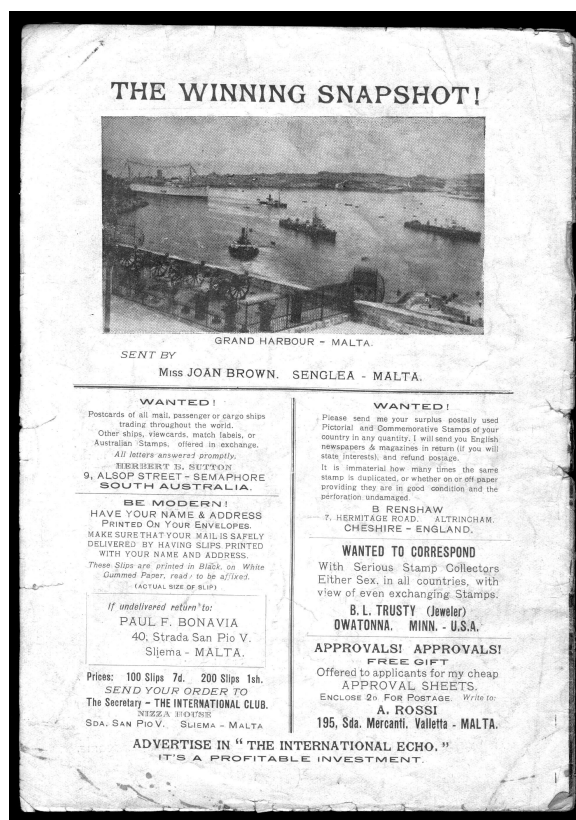 THE WINNING SNAPSHOT!
GRAND HARBOUR - MALTA.
SENT BY
Miss JOAN BROWN. SENGLEA - MALTA.
WANTED!
Postcards of all mail, passenger or cargo ships
trading throughout the world.
Other ships, viewcards, match labels, or
Australian Stamps, offered in exchange.
All letters answered promptly.
HERBERT B. SUTTON
9, ALSOP STREET - SEMAPHORE
SOUTH AUSTRALIA.
BE MODERN!
HAVE YOUR NAME & ADDRESS
PRINTED ON YOUR ENVELOPES.
MAKE SURE THAT YOUR MAIL IS SAFELY
DELIVERED BY HAVING SLIPS PRINTED
WITH YOUR NAME AND ADDRESS.
These Slips are printed in Black, on White
Gummed Paper, ready to be affixed.
(ACTUAL SIZE OF SLIP)
If undelivered return to:
PAUL F. BONAVIA
40, Strada San Pio V.
Sliema - MALTA.
Prices: 100 Slips 7d. 200 Slips 1sh.
SEND YOUR ORDER TO
The Secretary - THE INTERNATIONAL CLUB.
NIZZA HOUSE
SDA. SAN PIO V. SLIEMA - MALTA
WANTED!
Please send me your surplus postally used
Pictorial and Commemorative Stamps of your
country in any quantity. I will send you English
newspapers & magazines in return (if you will
state interests), and refund postage.
It is immaterial how many times the same
stamp is duplicated, or whether on or off paper
providing they are in good condition and the
perforation undamaged.
B. RENSHAW
7, HERMITAGE ROAD, ALTRINCHAM.
CHESHIRE - ENGLAND.
WANTED TO CORRESPOND
With Serious Stamp Collectors
Either Sex, in all countries, with
view of even exchanging Stamps.
B. L. TRUSTY (Jeweler)
OWATONNA. MINN. - U.S.A.
APPROVALS! APPROVALS!
FREE GIFT
Offered to applicants for my cheap
APPROVAL SHEETS.
ENCLOSE 2D FOR POSTAGE. Write to:
A. ROSSI
195, Sda. Mercanti, Valletta - MALTA.
ADVERTISE IN "THE INTERNATIONAL ECHO."
IT'S A PROFITABLE INVESTMENT.